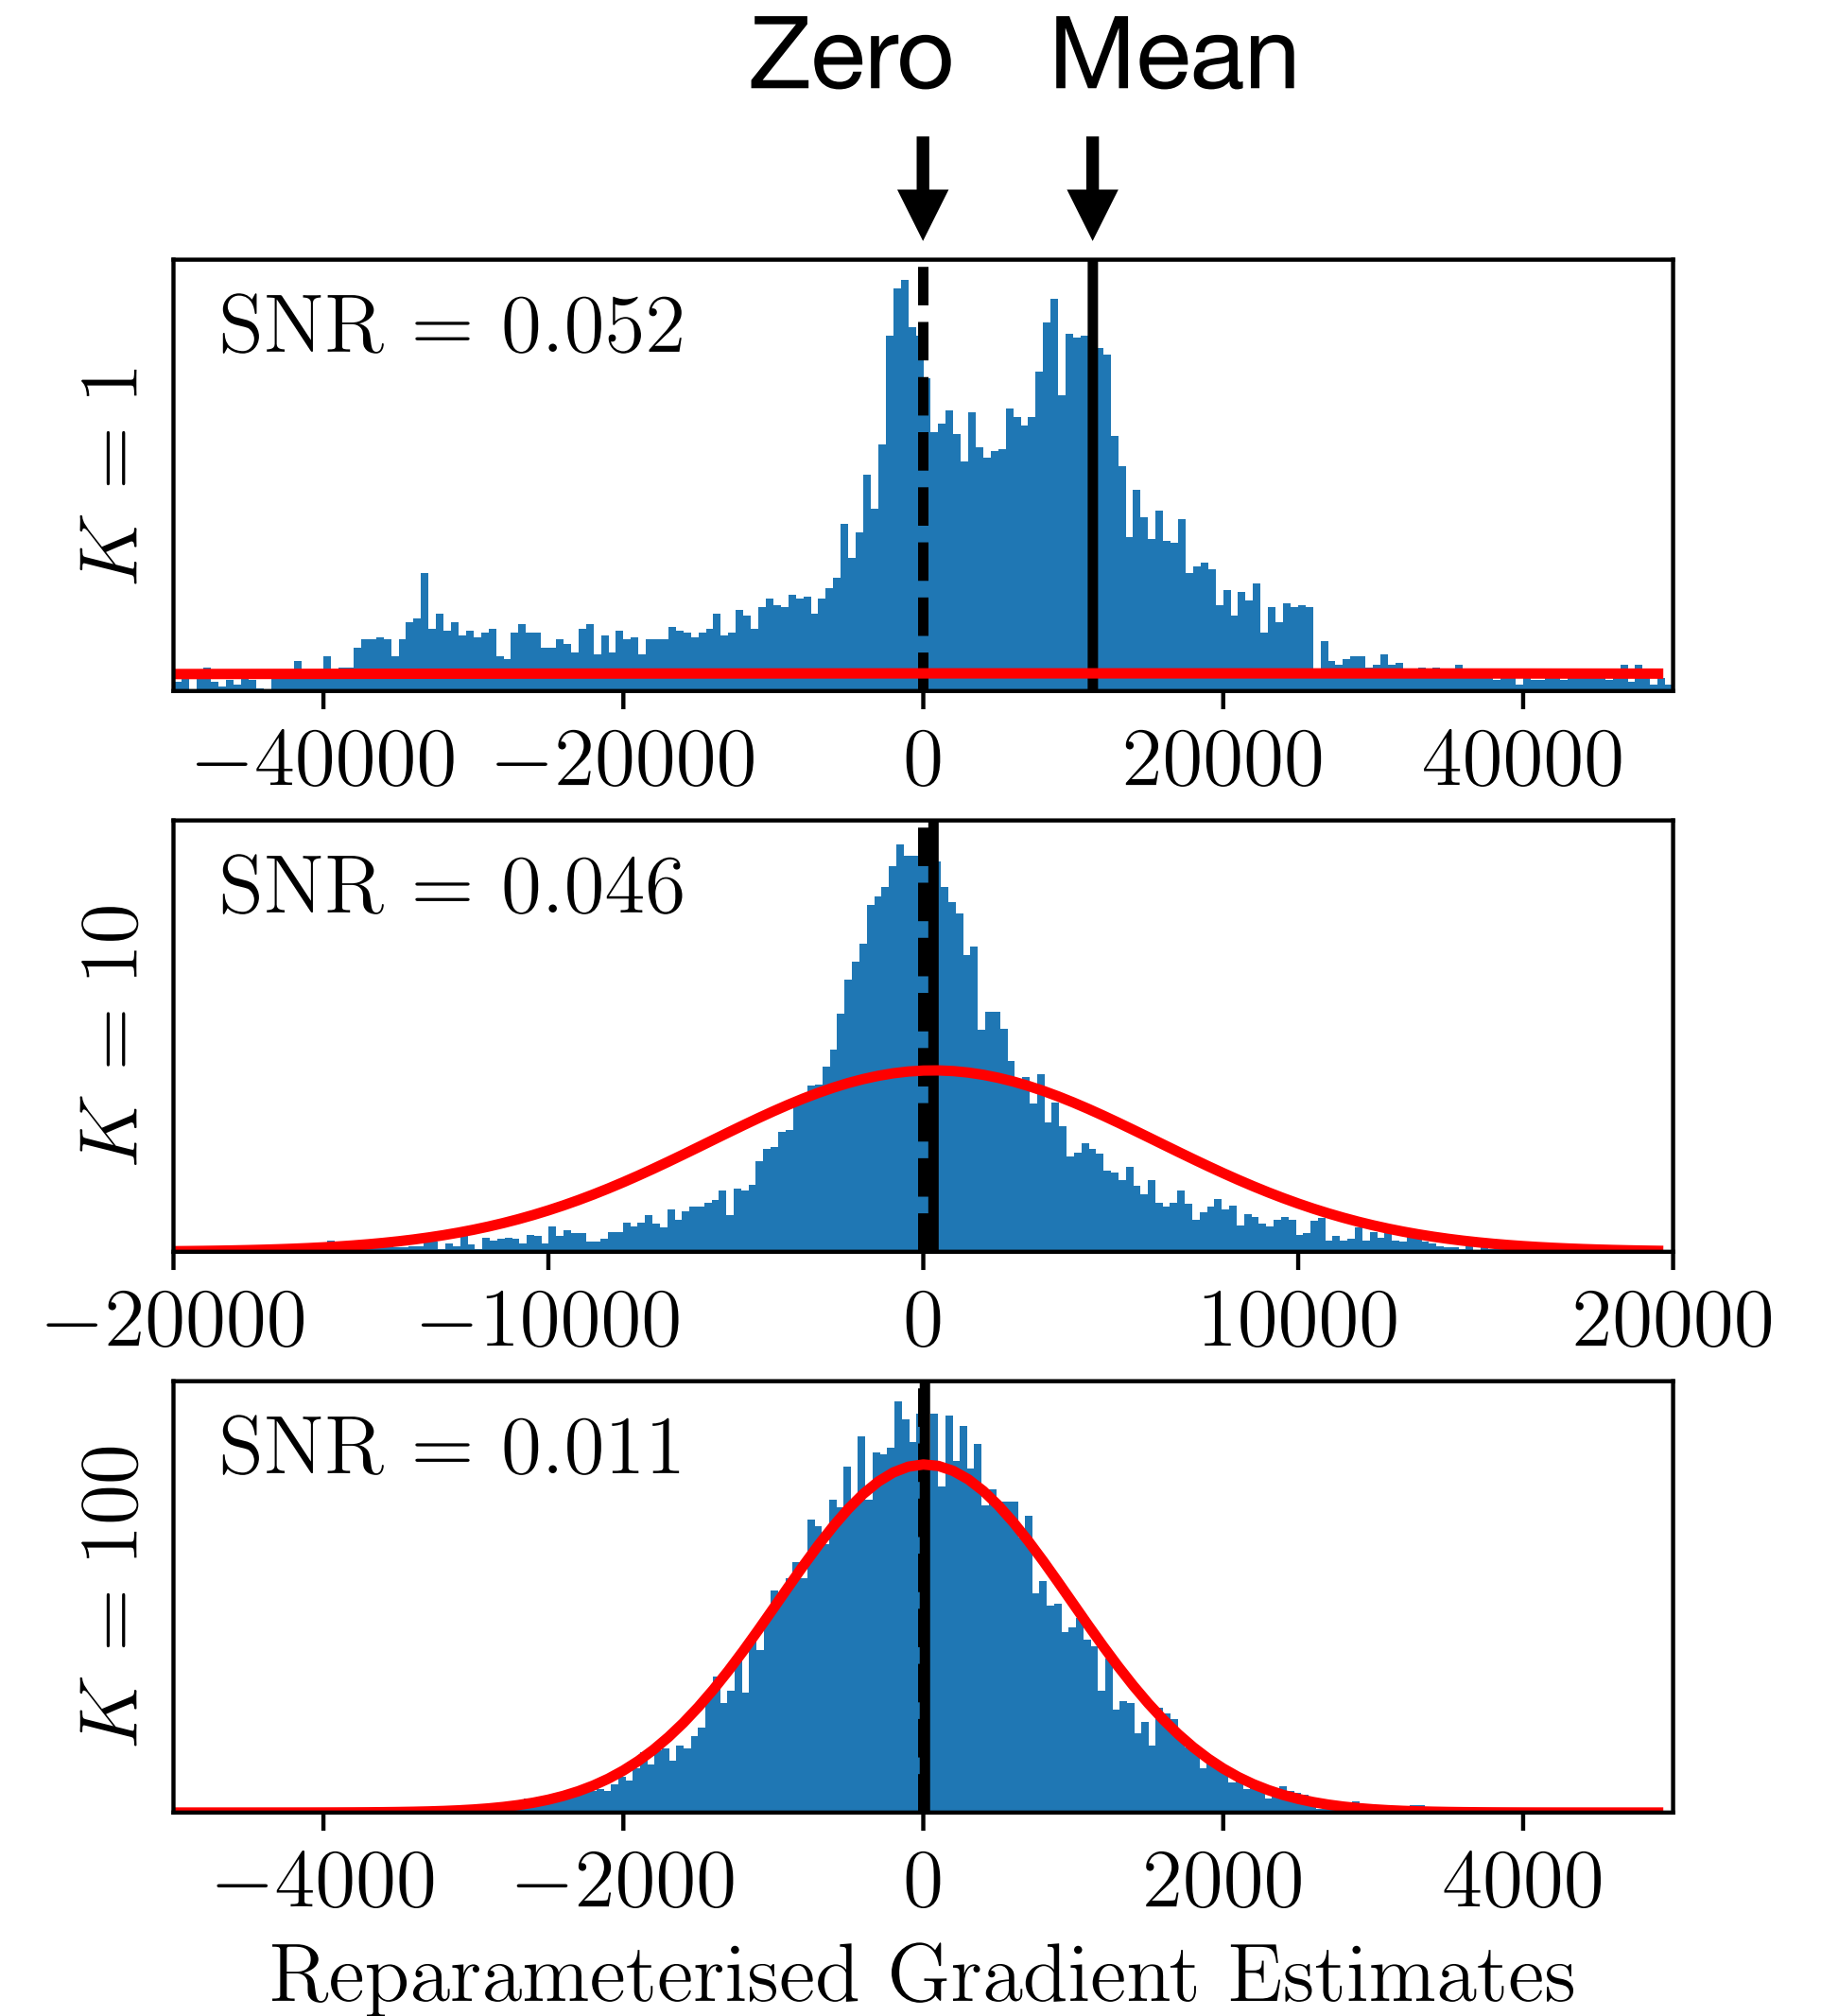 Zero Mean
SNR = 0.052
K = 1
−40000 −20000 0 20000 40000
SNR = 0.046
K = 10
−20000 −10000 0 10000 20000
SNR = 0.011
K = 100
−4000 −2000 0 2000 4000
Reparameterised Gradient Estimates